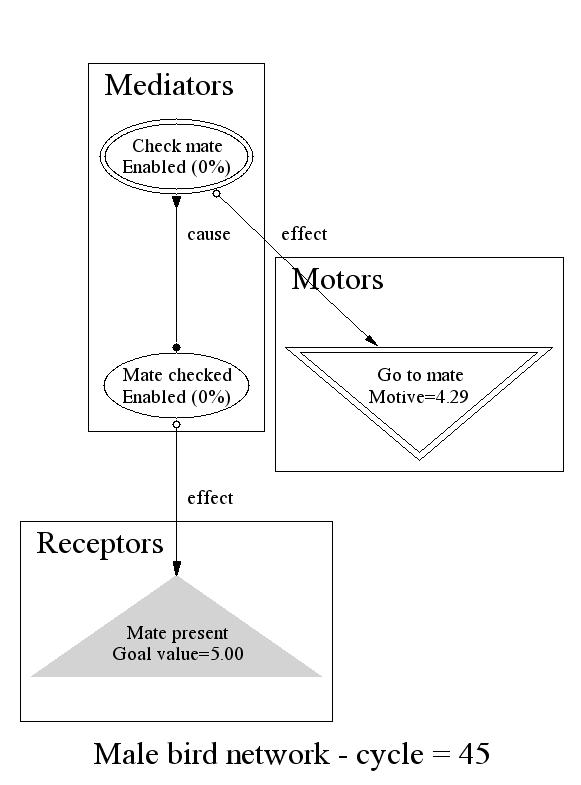 Mediators
Check mate
Enabled (0%)
cause
effect
Motors
Mate checked
Enabled (0%)
Go to mate
Motive=4.29
effect
Receptors
Mate present
Goal value=5.00
Male bird network - cycle = 45